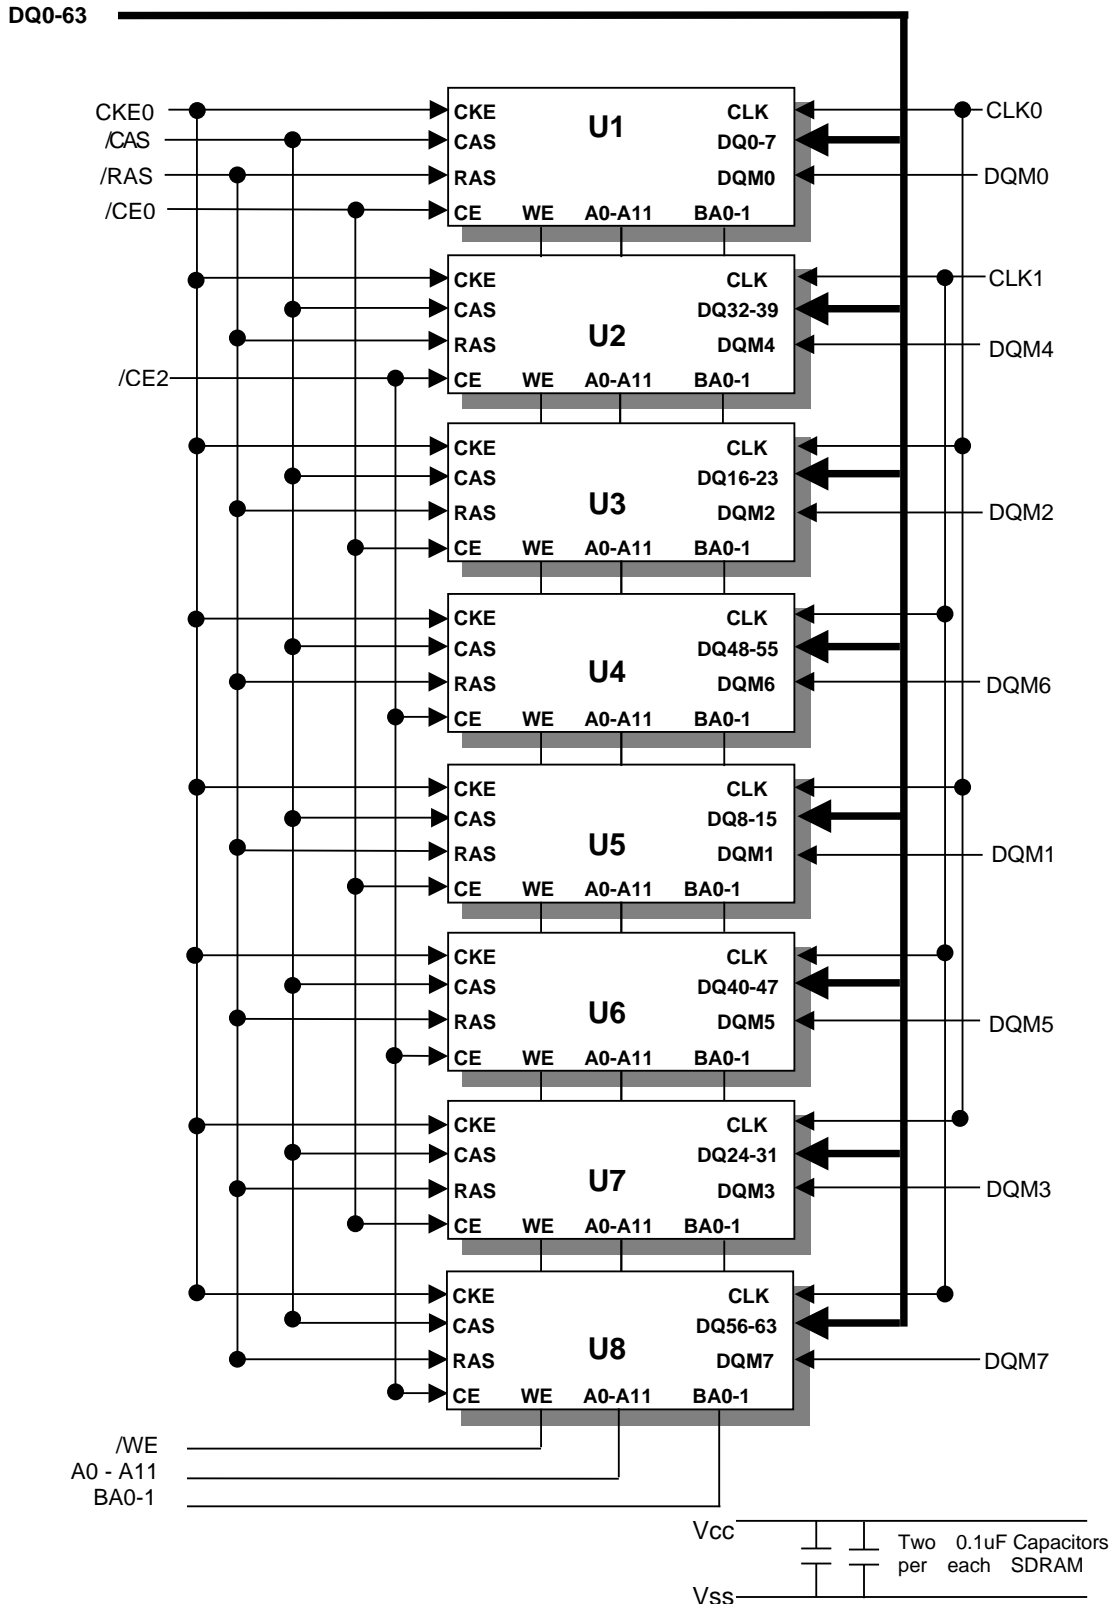 DQ0-63
CKE0 CKE CLK CLK0
/CAS CAS U1 DQ0-7
/RAS RAS DQM0 DQM0
/CE0 CE WE A0-A11 BA0-1
CKE CLK CLK1
CAS DQ32-39
RAS U2 DQM4 DQM4
/CE2 CE WE A0-A11 BA0-1
CKE CLK
CAS DQ16-23
RAS U3 DQM2 DQM2
CE WE A0-A11 BA0-1
CKE CLK
CAS DQ48-55
RAS U4 DQM6 DQM6
CE WE A0-A11 BA0-1
CKE CLK
CAS DQ8-15
RAS U5 DQM1 DQM1
CE WE A0-A11 BA0-1
CKE CLK
CAS DQ40-47
RAS U6 DQM5 DQM5
CE WE A0-A11 BA0-1
CKE CLK
CAS DQ24-31
RAS U7 DQM3 DQM3
CE WE A0-A11 BA0-1
CKE CLK
CAS DQ56-63
RAS U8 DQM7 DQM7
CE WE A0-A11 BA0-1
/WE
A0 - A11
BA0-1
Vcc
Two 0.1uF Capacitors
per each SDRAM
Vss